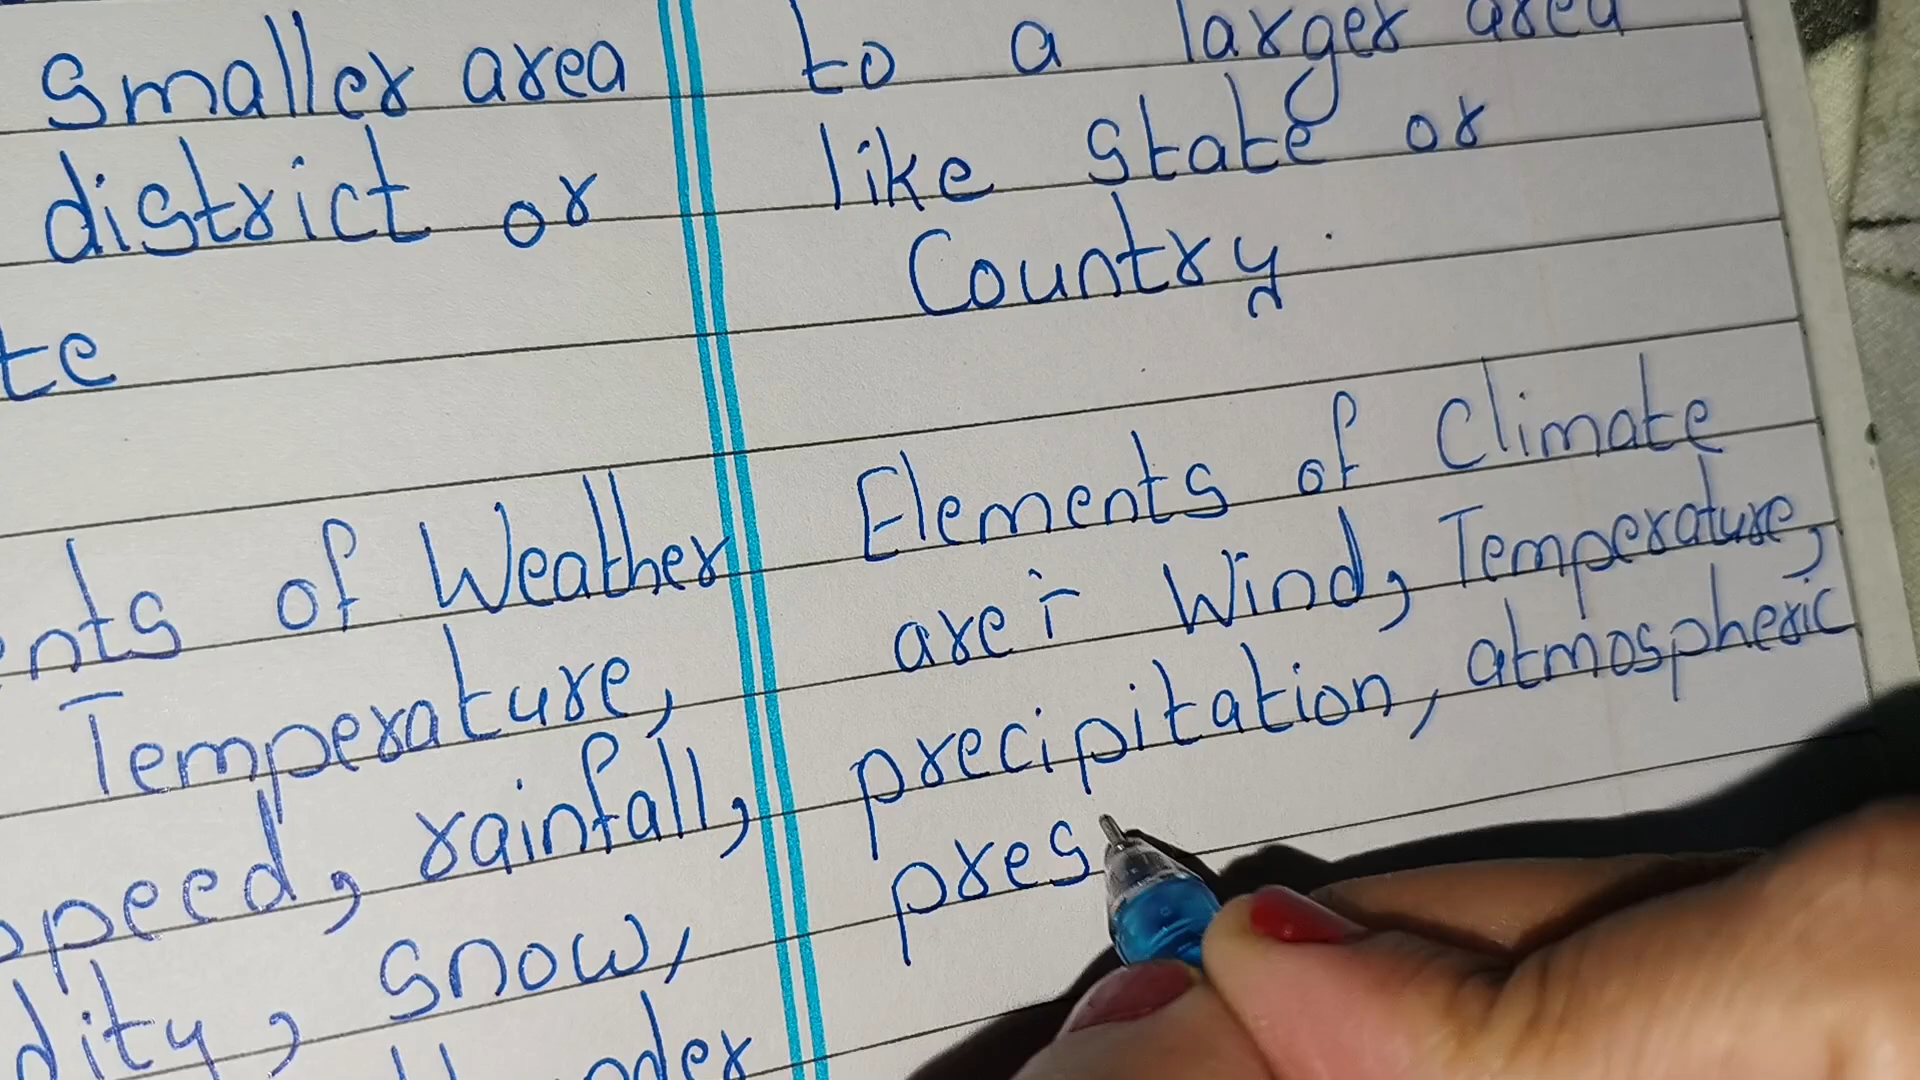 smaller area
district or
te
nts of Weather
Temperature,
peed, rainfall,
dity, snow,
to a larger area
like state or
Country.
Elements of Climate
are :- Wind, Temperature,
precipitation, atmospheric
pres